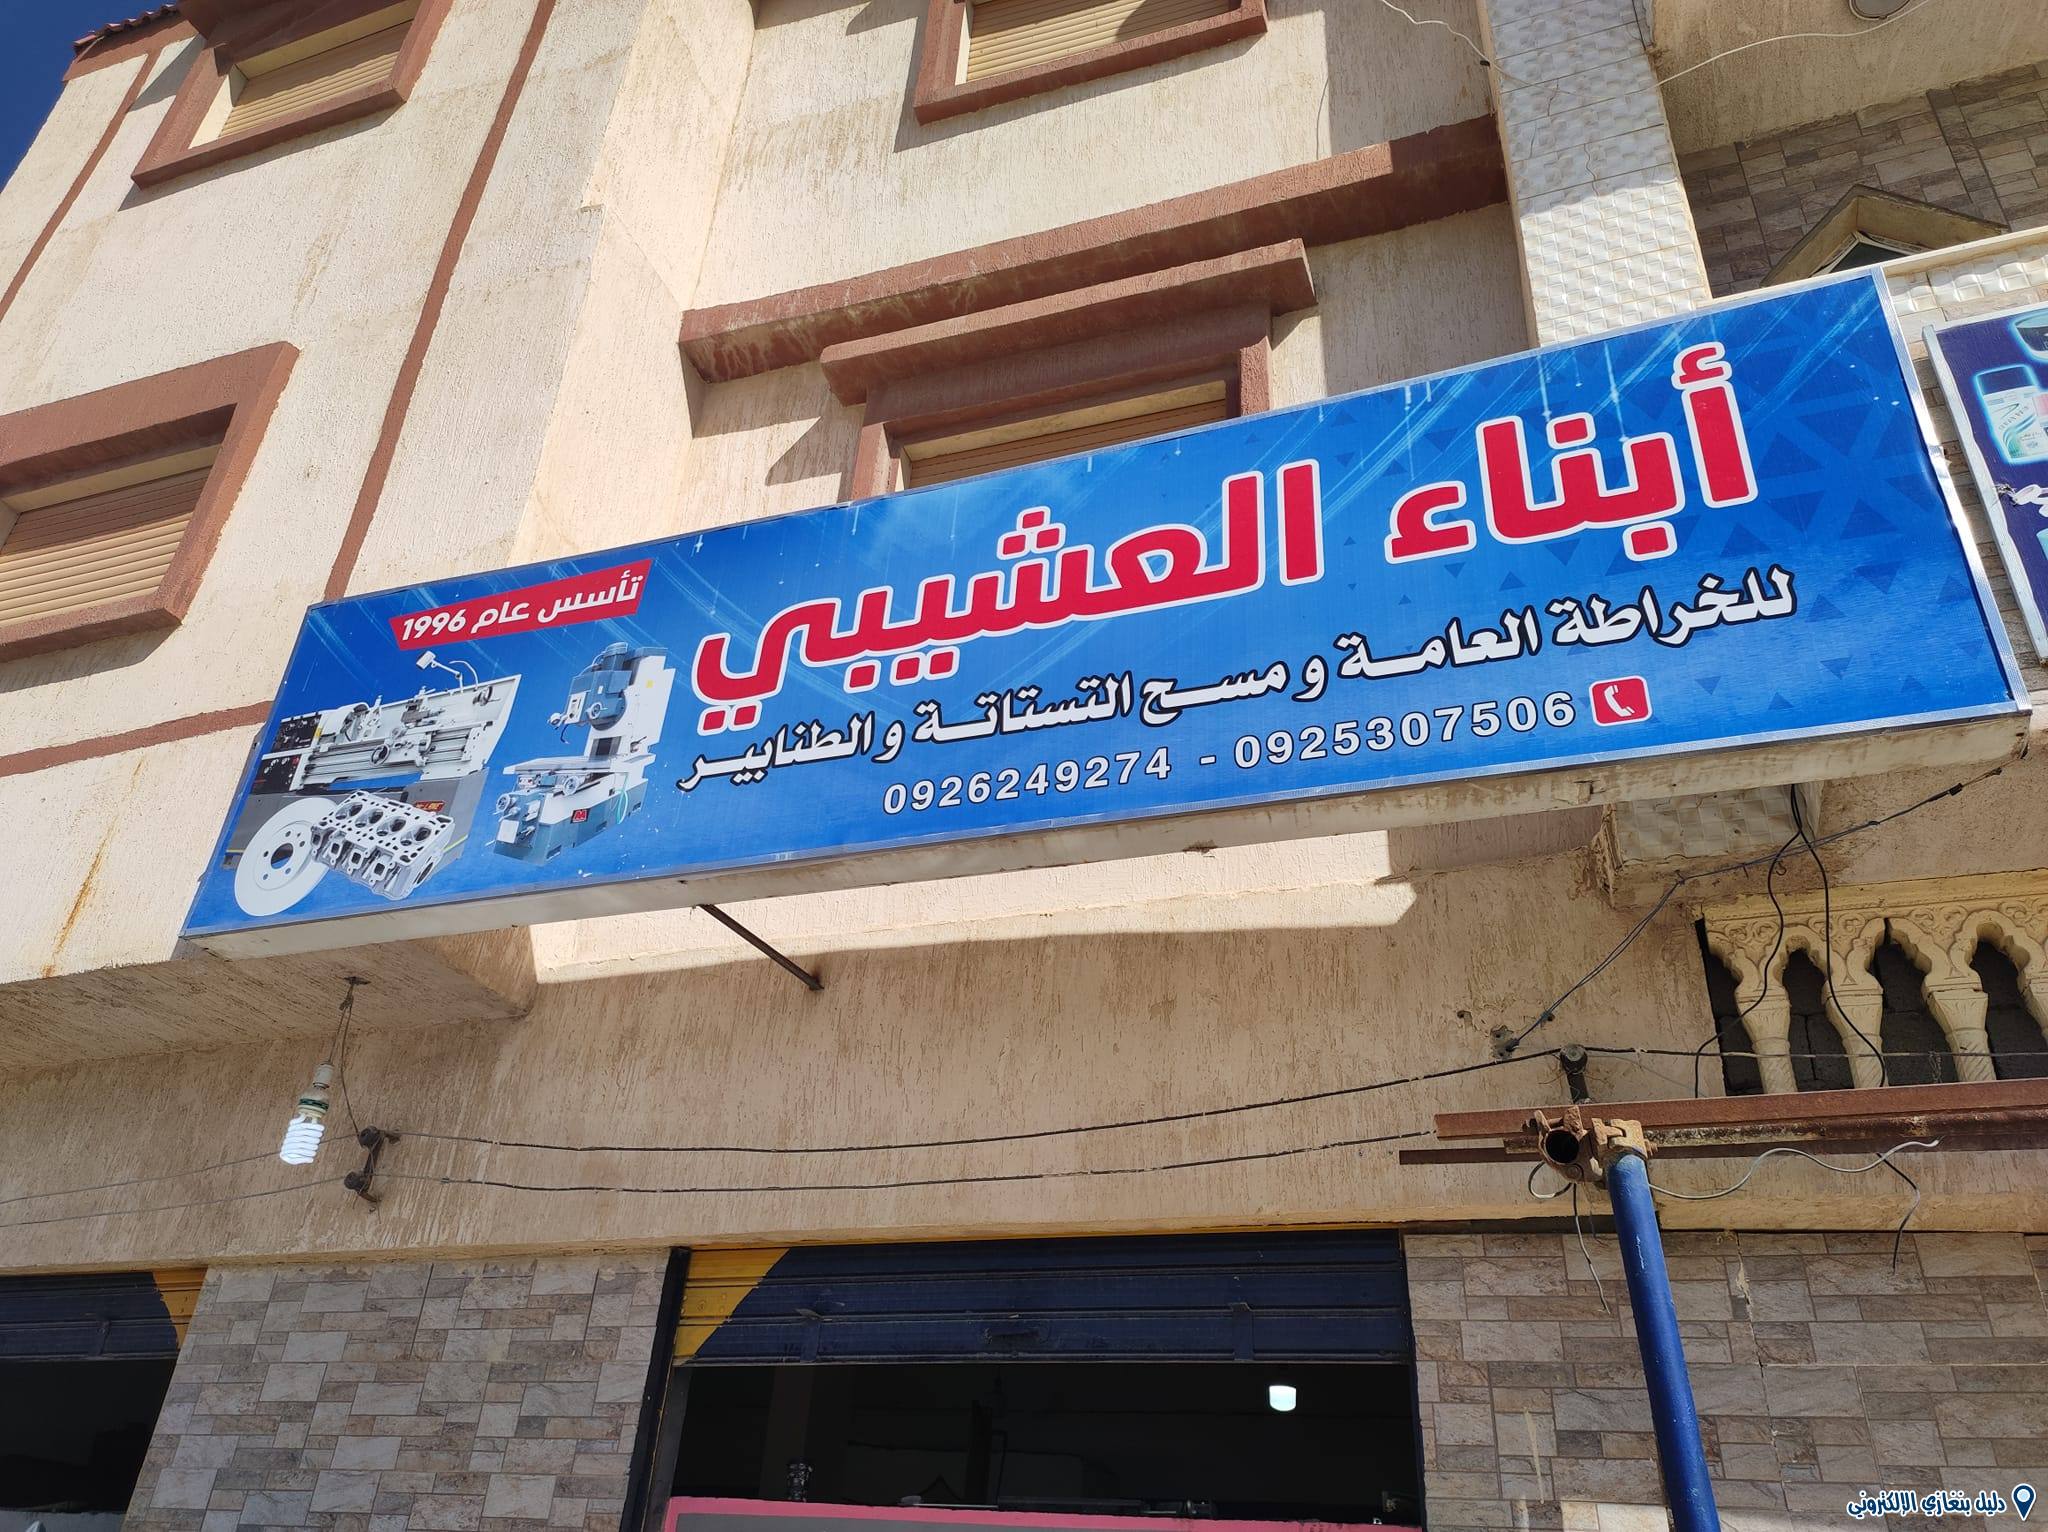 أبناء العشيبي
تأسس عام 1996
للخراطة العامة و مسح التستاتة و الطنابير
0926249274 - 0925307506
دليل بنغازي الإلكتروني